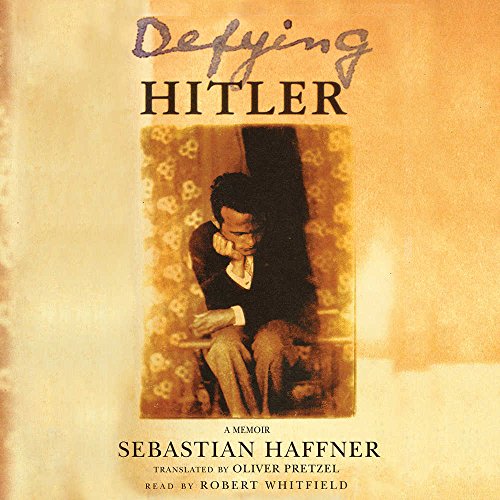 Defying
HITLER
A MEMOIR
SEBASTIAN HAFFNER
TRANSLATED BY OLIVER PRETZEL
READ BY ROBERT WHITFIELD